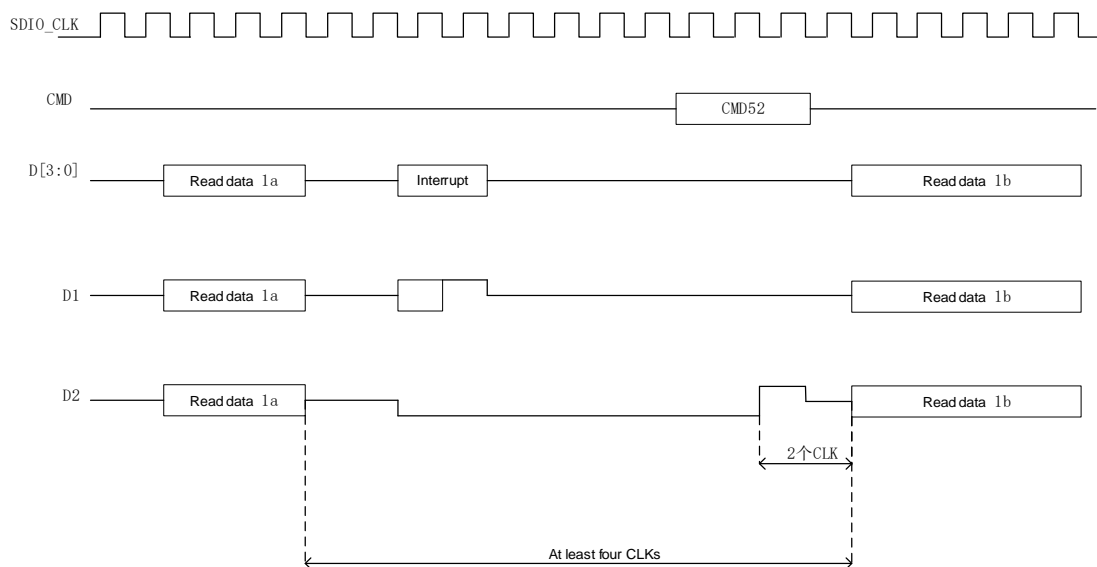 SDIO_CLK
CMD
CMD52
D[3:0]
Read data 1a
Interrupt
Read data 1b
D1
Read data 1a
Read data 1b
D2
Read data 1a
Read data 1b
2个CLK
At least four CLKs